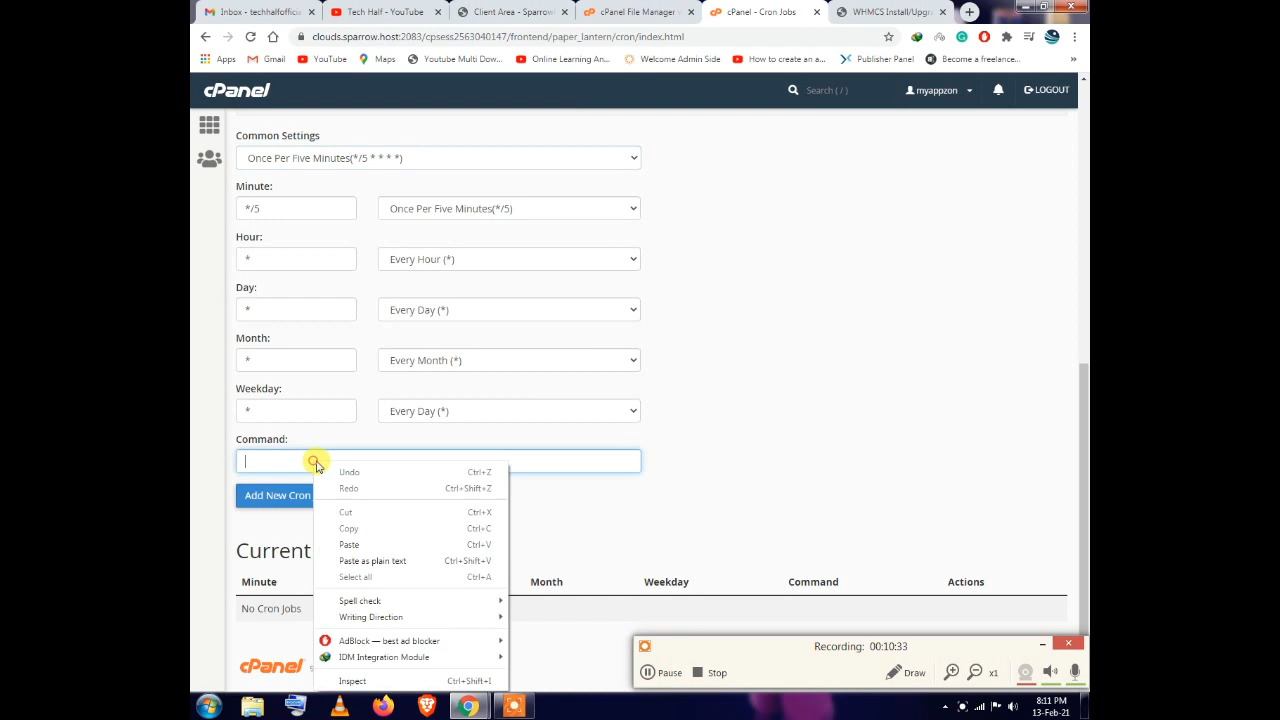 Inbox - techhalfofficia
Tech Half - YouTube
Client Area - Sparrow
cPanel File Manager v
cPanel - Cron Jobs
WHMCS Install/Upgr
clouds.sparrow.host:2083/cpsess2563040147/frontend/paper_lantern/cron/index.html
Apps
Gmail
YouTube
Maps
Youtube Multi Dow...
Online Learning An...
Welcome Admin Side
How to create an a...
Publisher Panel
Become a freelance...
cPanel
Search ( / )
myappzon
LOGOUT
Common Settings
Once Per Five Minutes(*/5 * * * *)
Minute:
*/5
Once Per Five Minutes(*/5)
Hour:
*
Every Hour (*)
Day:
*
Every Day (*)
Month:
*
Every Month (*)
Weekday:
*
Every Day (*)
Command:
Undo Ctrl+Z
Redo Ctrl+Shift+Z
Add New Cron
Cut Ctrl+X
Copy Ctrl+C
Paste Ctrl+V
Paste as plain text Ctrl+Shift+V
Select all Ctrl+A
Spell check
Writing Direction
AdBlock — best ad blocker
IDM Integration Module
Inspect Ctrl+Shift+I
Current
Minute Month Weekday Command Actions
No Cron Jobs
cPanel
Recording: 00:10:33
Pause Stop Draw x1
8:11 PM
13-Feb-21